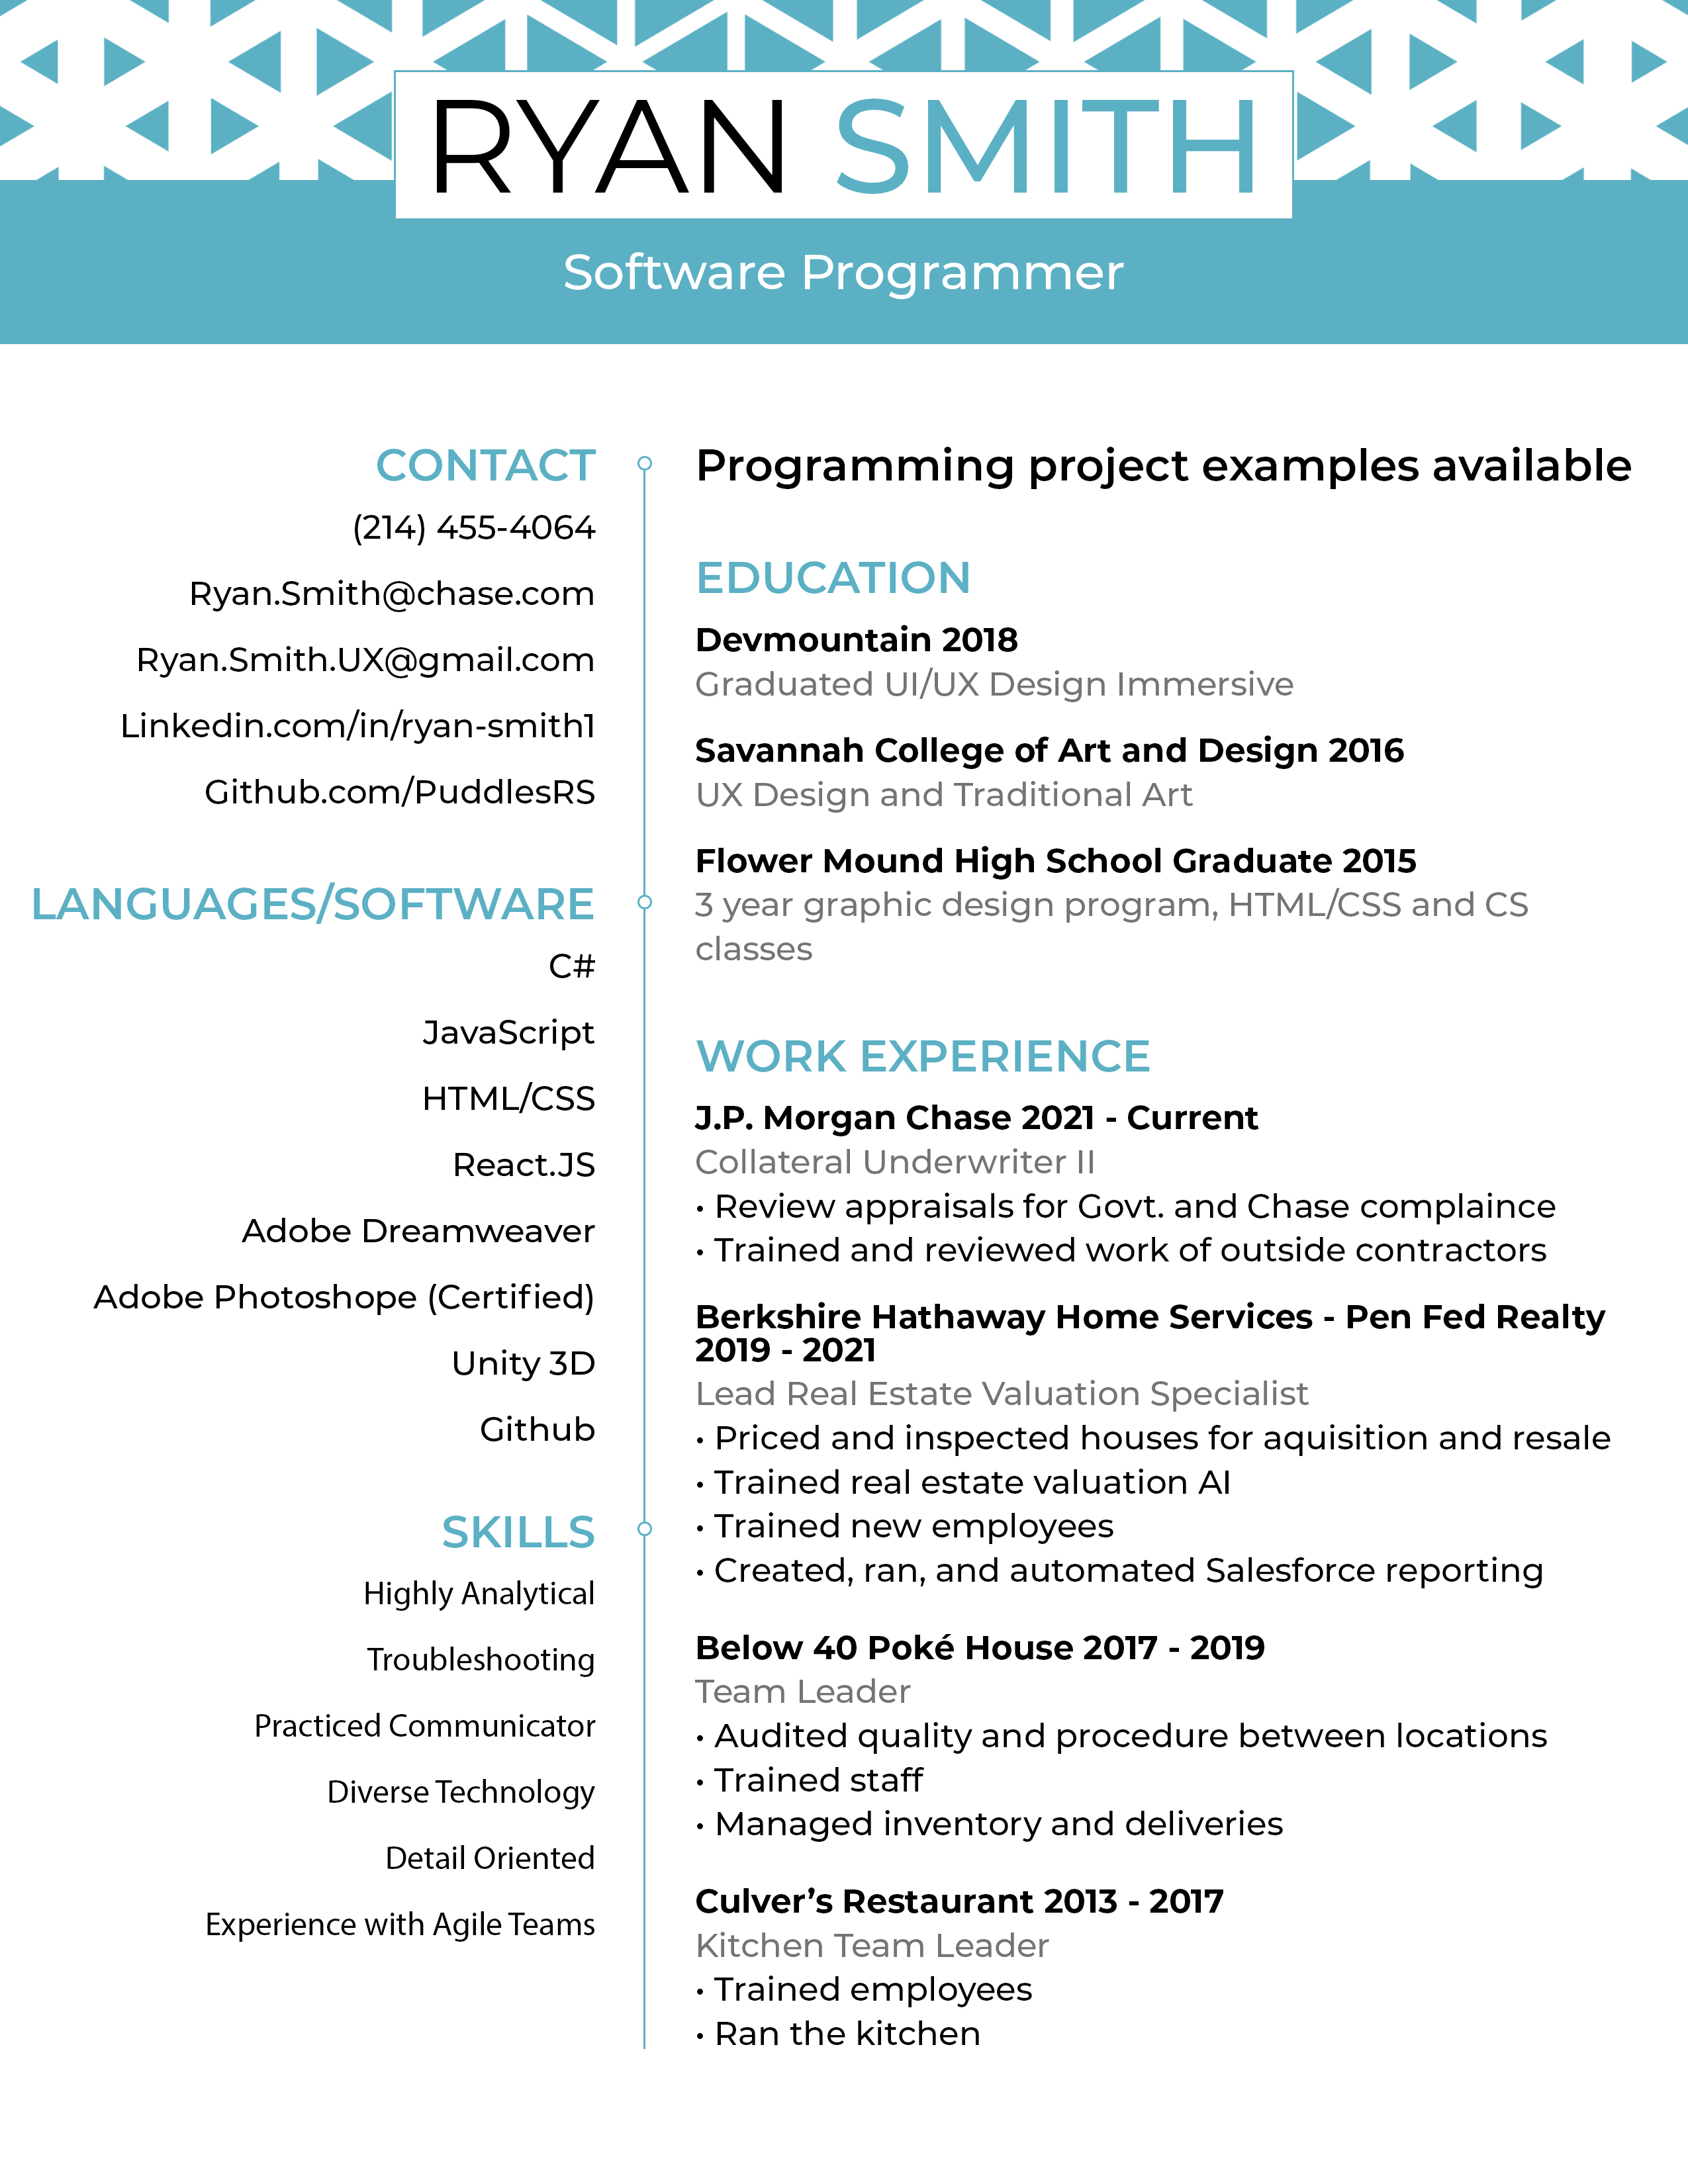 RYAN SMITH
Software Programmer
CONTACT
(214) 455-4064
Ryan.Smith@chase.com
Ryan.Smith.UX@gmail.com
Linkedin.com/in/ryan-smith1
Github.com/PuddlesRS
LANGUAGES/SOFTWARE
C#
JavaScript
HTML/CSS
React.JS
Adobe Dreamweaver
Adobe Photoshope (Certified)
Unity 3D
Github
SKILLS
Highly Analytical
Troubleshooting
Practiced Communicator
Diverse Technology
Detail Oriented
Experience with Agile Teams
Programming project examples available
EDUCATION
Devmountain 2018
Graduated UI/UX Design Immersive
Savannah College of Art and Design 2016
UX Design and Traditional Art
Flower Mound High School Graduate 2015
3 year graphic design program, HTML/CSS and CS
classes
WORK EXPERIENCE
J.P. Morgan Chase 2021 - Current
Collateral Underwriter II
• Review appraisals for Govt. and Chase complaince
• Trained and reviewed work of outside contractors
Berkshire Hathaway Home Services - Pen Fed Realty
2019 - 2021
Lead Real Estate Valuation Specialist
• Priced and inspected houses for aquisition and resale
• Trained real estate valuation AI
• Trained new employees
• Created, ran, and automated Salesforce reporting
Below 40 Poké House 2017 - 2019
Team Leader
• Audited quality and procedure between locations
• Trained staff
• Managed inventory and deliveries
Culver’s Restaurant 2013 - 2017
Kitchen Team Leader
• Trained employees
• Ran the kitchen